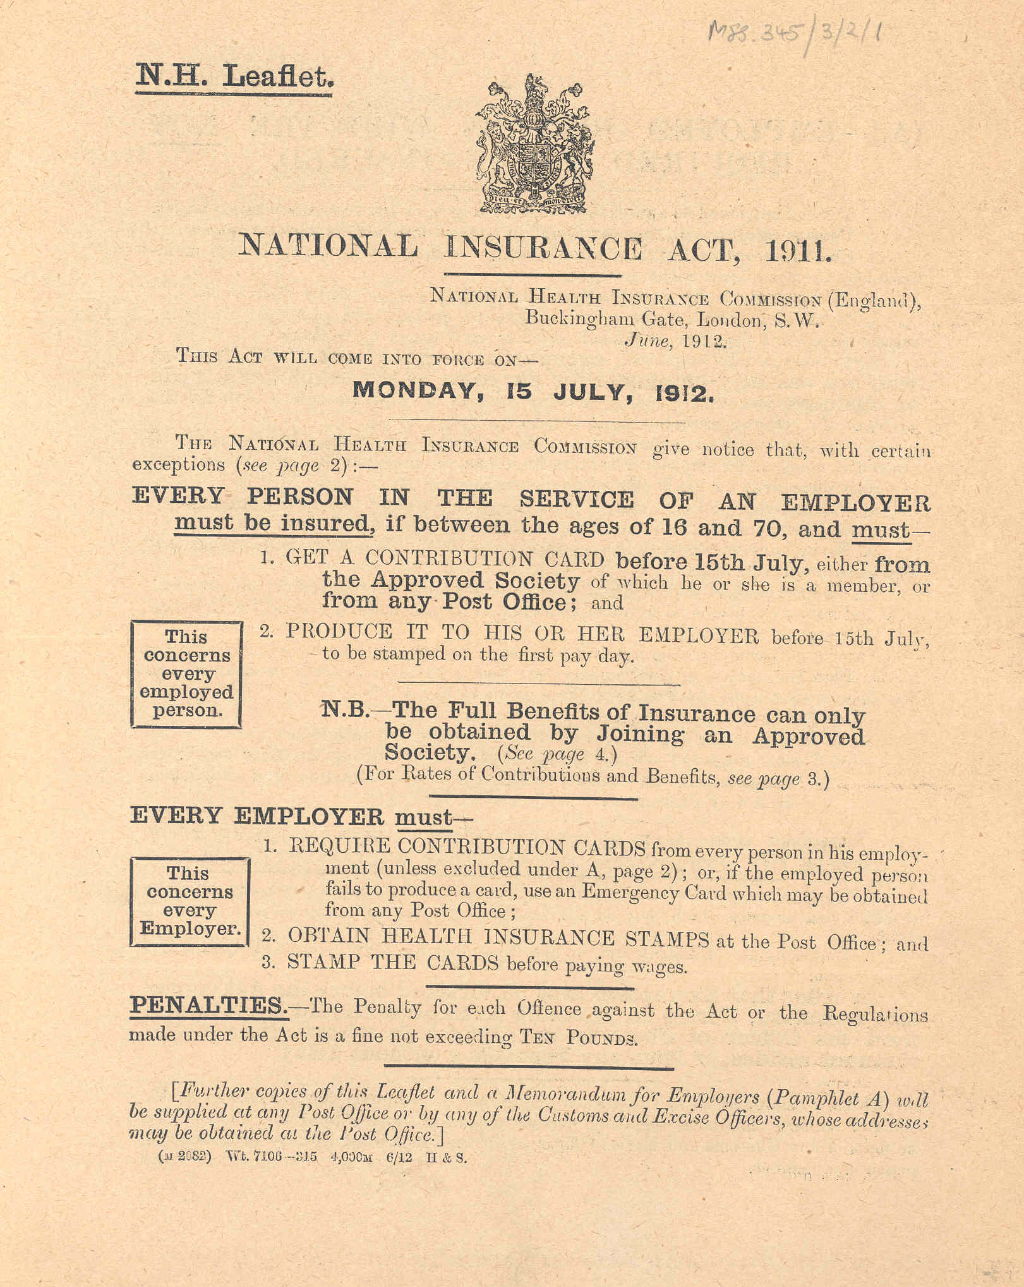 Mss. 345/3/2/1
N.H. Leaflet.
DIEU ET MON DROIT
NATIONAL INSURANCE ACT, 1911.
NATIONAL HEALTH INSURANCE COMMISSION (England),
Buckingham Gate, London, S.W.
June, 1912.
THIS ACT WILL COME INTO FORCE ON—
MONDAY, 15 JULY, 1912.
THE NATIONAL HEALTH INSURANCE COMMISSION give notice that, with certain
exceptions (see page 2) :—
EVERY PERSON IN THE SERVICE OF AN EMPLOYER
must be insured, if between the ages of 16 and 70, and must—
1. GET A CONTRIBUTION CARD before 15th July, either from
the Approved Society of which he or she is a member, or
from any Post Office; and
This
concerns
every
employed
person.
2. PRODUCE IT TO HIS OR HER EMPLOYER before 15th July,
to be stamped on the first pay day.
N.B.—The Full Benefits of Insurance can only
be obtained by Joining an Approved
Society. (See page 4.)
(For Rates of Contributions and Benefits, see page 3.)
EVERY EMPLOYER must—
1. REQUIRE CONTRIBUTION CARDS from every person in his employ-
ment (unless excluded under A, page 2); or, if the employed person
fails to produce a card, use an Emergency Card which may be obtained
from any Post Office;
This
concerns
every
Employer.
2. OBTAIN HEALTH INSURANCE STAMPS at the Post Office; and
3. STAMP THE CARDS before paying wages.
PENALTIES.—The Penalty for each Offence against the Act or the Regulations
made under the Act is a fine not exceeding TEN POUNDS.
[Further copies of this Leaflet and a Memorandum for Employers (Pamphlet A) will
be supplied at any Post Office or by any of the Customs and Excise Officers, whose addresses
may be obtained at the Post Office.]
(M 2982) Wt. 7106—315 4,000M 6/12 H & S.